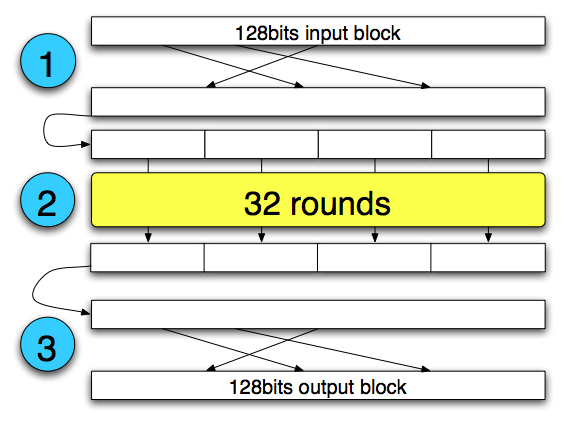 128bits input block
1
2
32 rounds
3
128bits output block